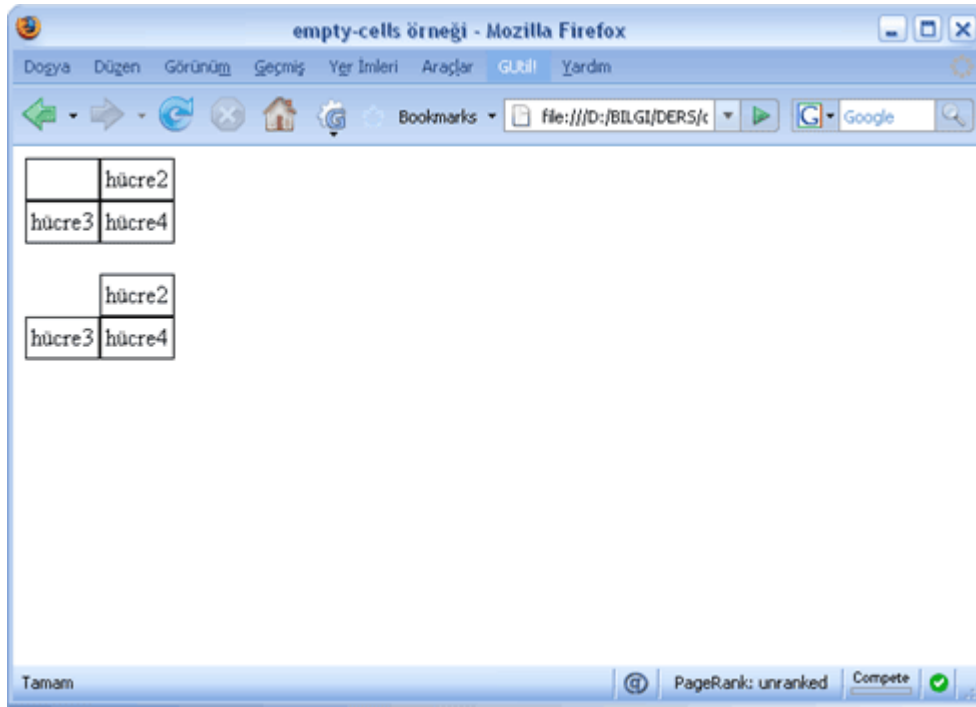 empty-cells örneği - Mozilla Firefox
Dosya Düzen Görünüm Geçmiş Yer İmleri Araçlar GUtil! Yardım
Bookmarks file:///D:/BILGI/DERS/c G Google
hücre2
hücre3 hücre4
hücre2
hücre3 hücre4
Tamam @ PageRank: unranked Compete